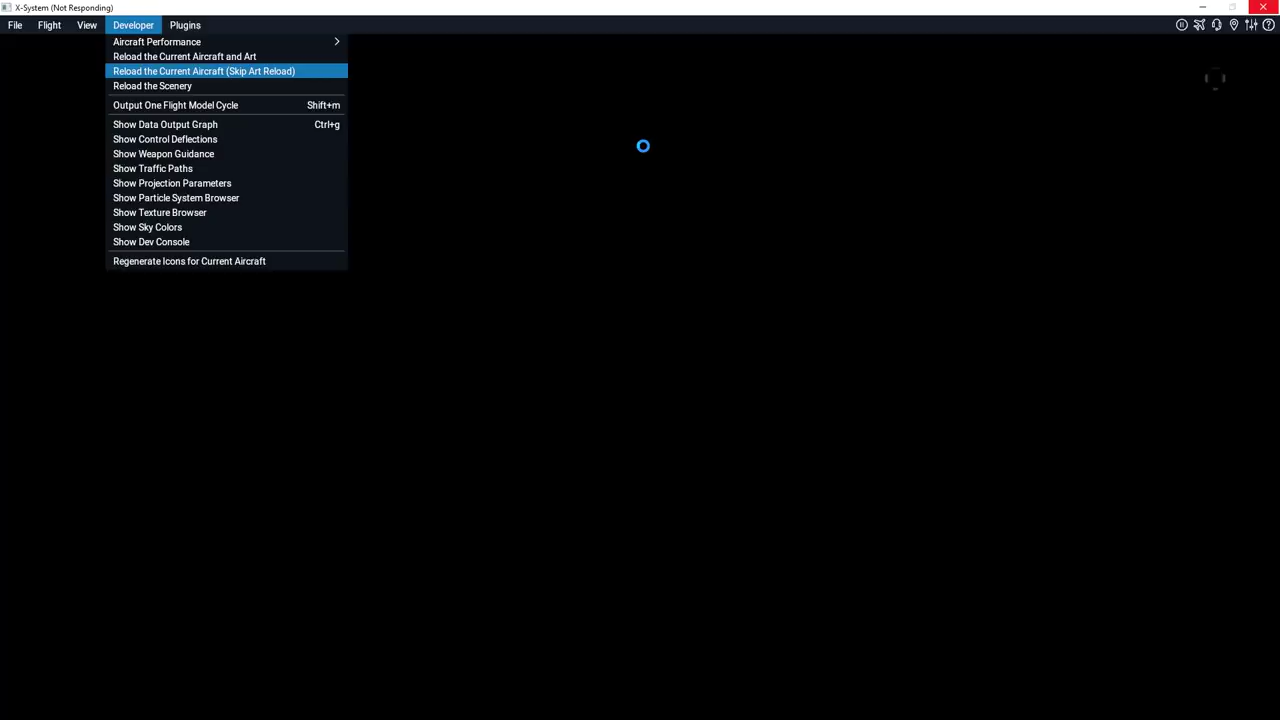 X-System (Not Responding)
File Flight View Developer Plugins
Aircraft Performance
Reload the Current Aircraft and Art
Reload the Current Aircraft (Skip Art Reload)
Reload the Scenery
Output One Flight Model Cycle Shift+m
Show Data Output Graph Ctrl+g
Show Control Deflections
Show Weapon Guidance
Show Traffic Paths
Show Projection Parameters
Show Particle System Browser
Show Texture Browser
Show Sky Colors
Show Dev Console
Regenerate Icons for Current Aircraft